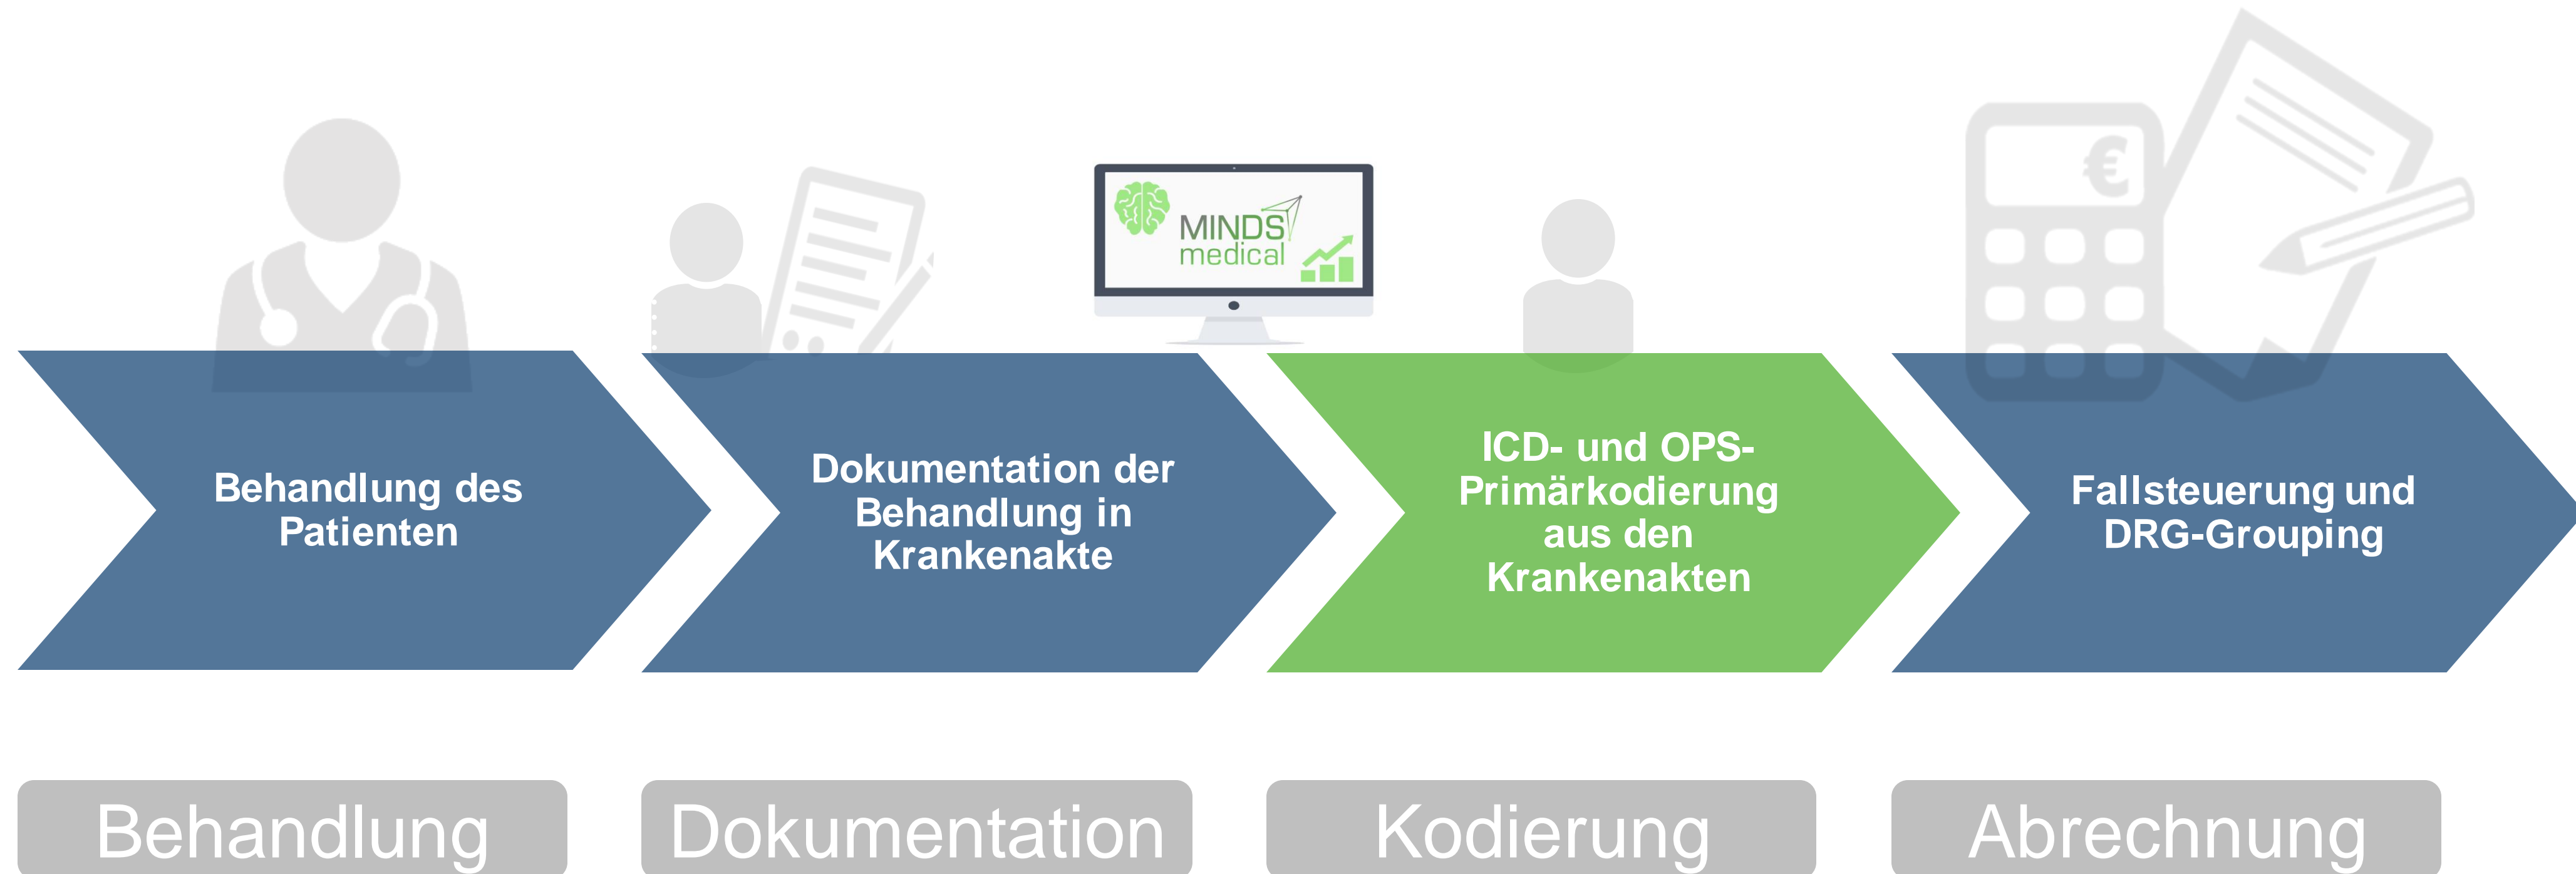 €
MINDS
medical
Behandlung des
Patienten
Dokumentation der
Behandlung in
Krankenakte
ICD- und OPS-
Primärkodierung
aus den
Krankenakten
Fallsteuerung und
DRG-Grouping
Behandlung
Dokumentation
Kodierung
Abrechnung